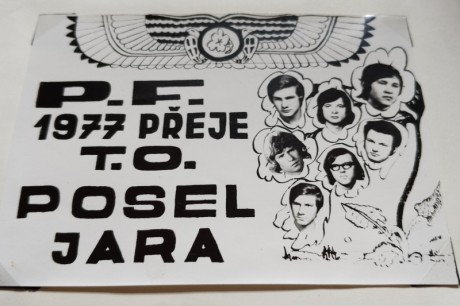 P.F.
1977 PŘEJE
T.O.
POSEL
JARA